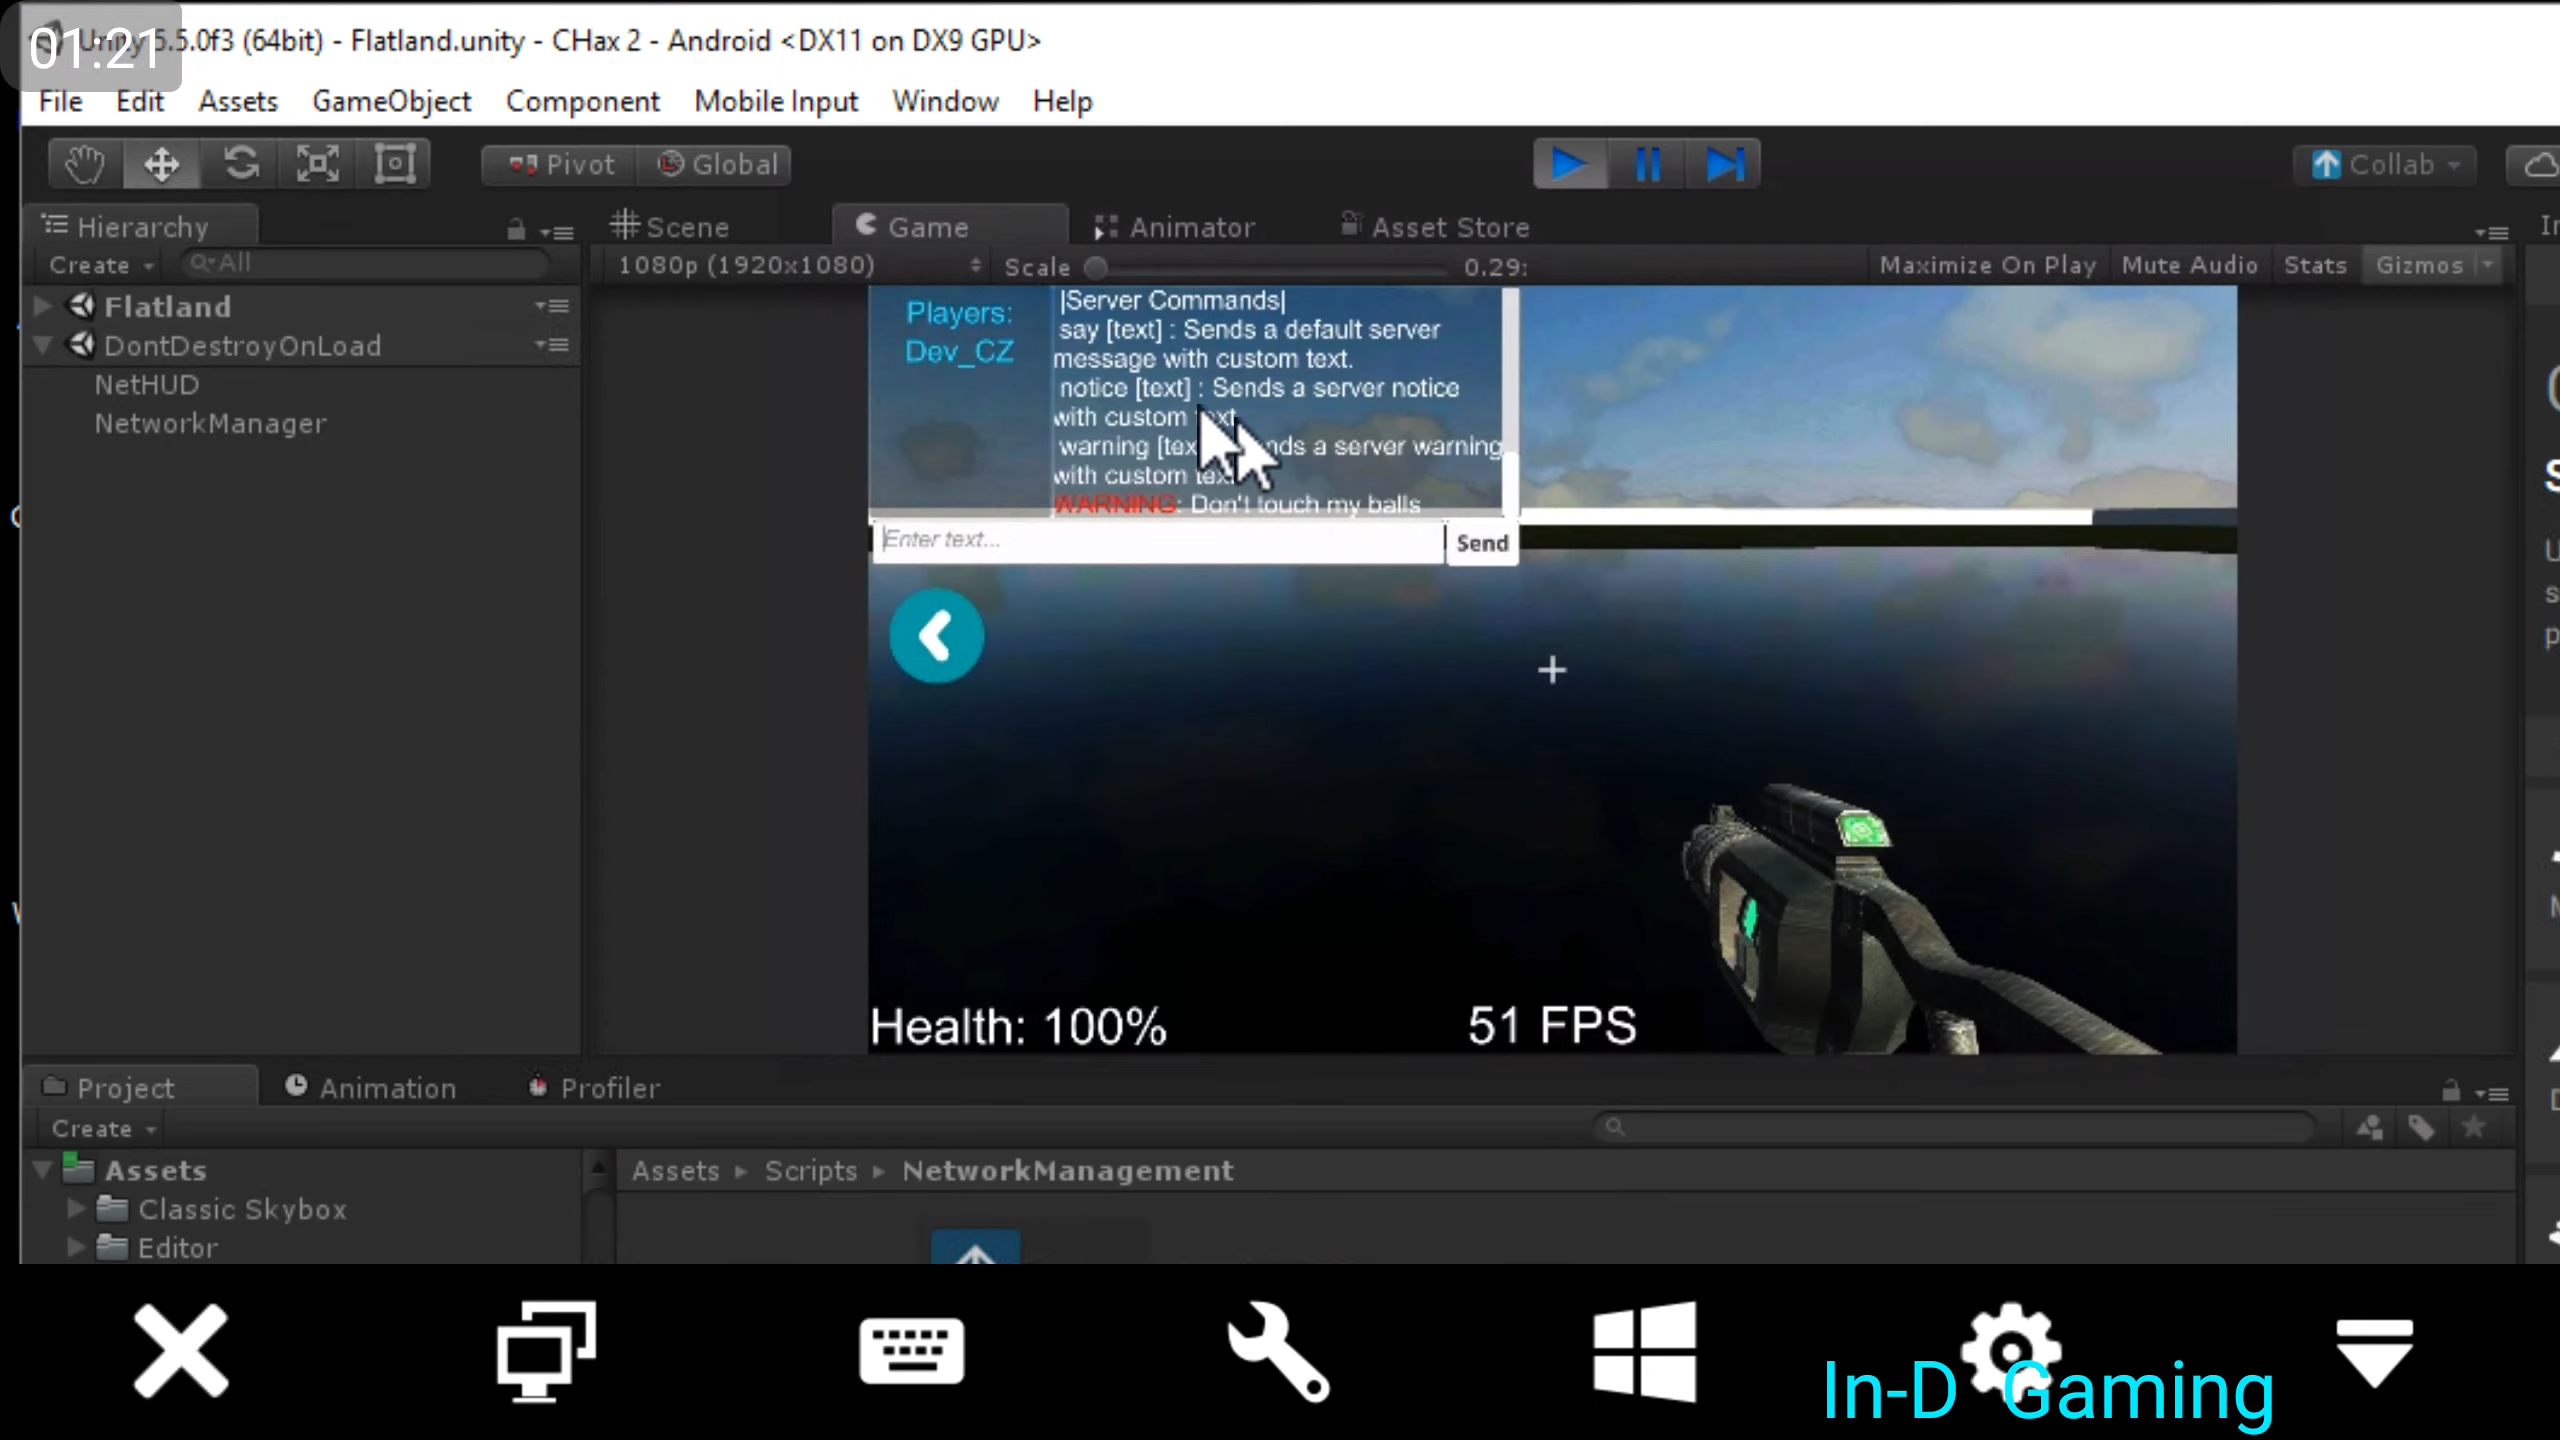 01:21
Unity 5.5.0f3 (64bit) - Flatland.unity - CHax 2 - Android <DX11 on DX9 GPU>
File Edit Assets GameObject Component Mobile Input Window Help
Pivot Global Collab
Hierarchy Scene Game Animator Asset Store
Create All 1080p (1920x1080) Scale 0.29: Maximize On Play Mute Audio Stats Gizmos
Flatland
DontDestroyOnLoad
NetHUD
NetworkManager
Players:
Dev_CZ
|Server Commands|
say [text] : Sends a default server
message with custom text.
notice [text] : Sends a server notice
with custom text
warning [tex nds a server warning
with custom text
WARNING: Don't touch my balls
Enter text... Send
Health: 100% 51 FPS
Project Animation Profiler
Create
Assets
Classic Skybox
Editor
Assets Scripts NetworkManagement
In-D Gaming